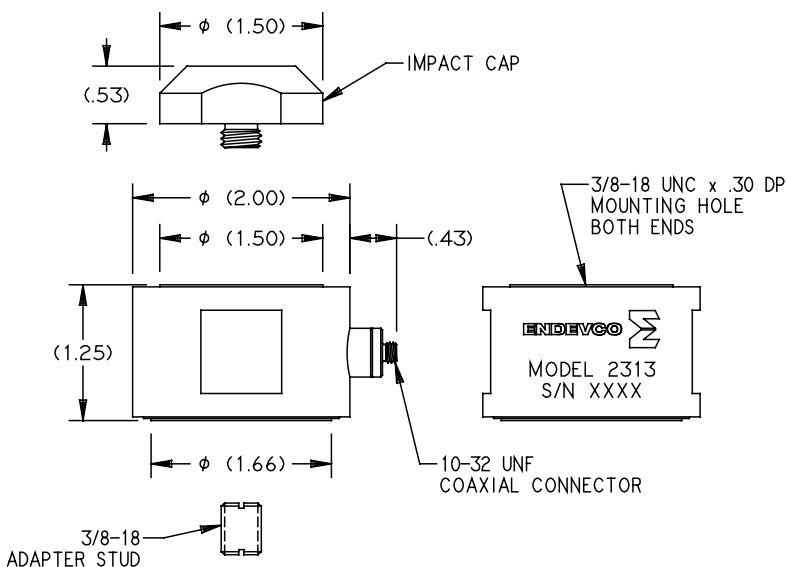 ϕ (1.50)
IMPACT CAP
(.53)
ϕ (2.00)
ϕ (1.50)
(.43)
3/8-18 UNC x .30 DP
MOUNTING HOLE
BOTH ENDS
(1.25)
ENDEVCO
MODEL 2313
S/N XXXX
ϕ (1.66)
10-32 UNF
COAXIAL CONNECTOR
3/8-18
ADAPTER STUD